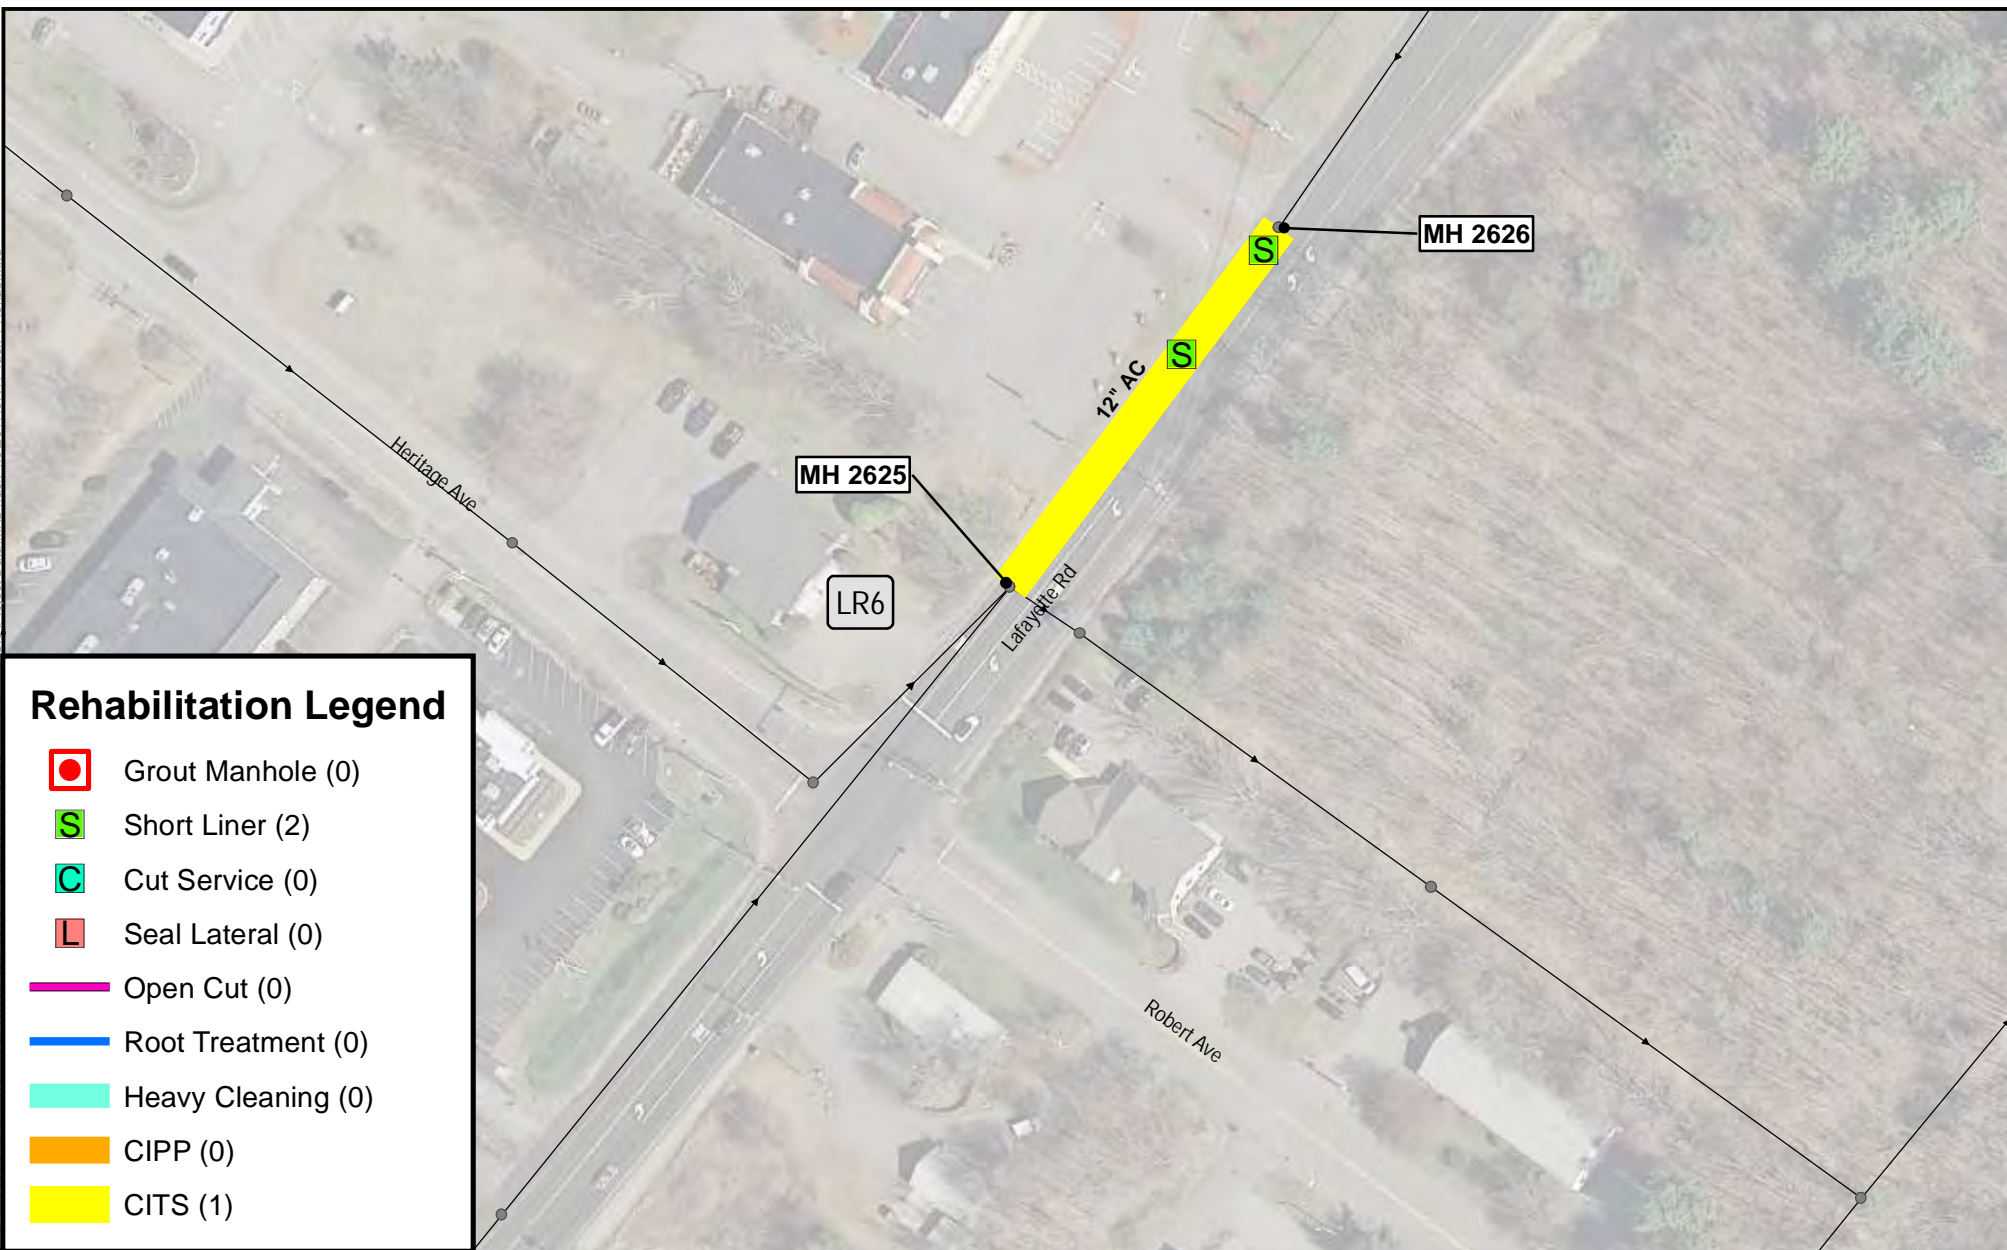 MH 2626
S
S
12" AC
MH 2625
Heritage Ave
LR6
Lafayette Rd
Robert Ave
Rehabilitation Legend
Grout Manhole (0)
S Short Liner (2)
C Cut Service (0)
L Seal Lateral (0)
Open Cut (0)
Root Treatment (0)
Heavy Cleaning (0)
CIPP (0)
CITS (1)